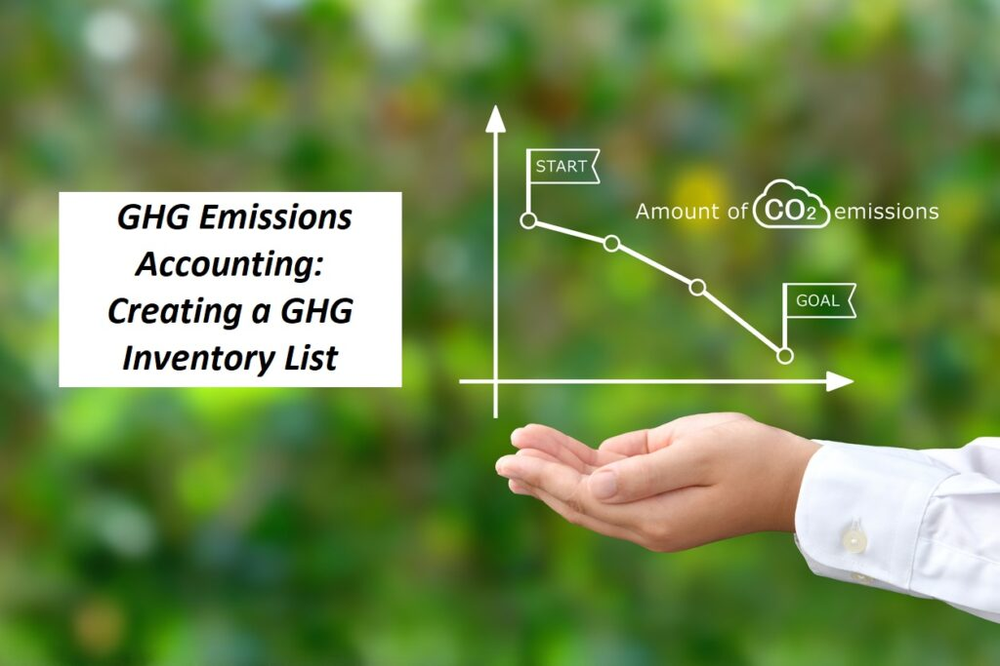 GHG Emissions
Accounting:
Creating a GHG
Inventory List
START
Amount of CO₂ emissions
GOAL